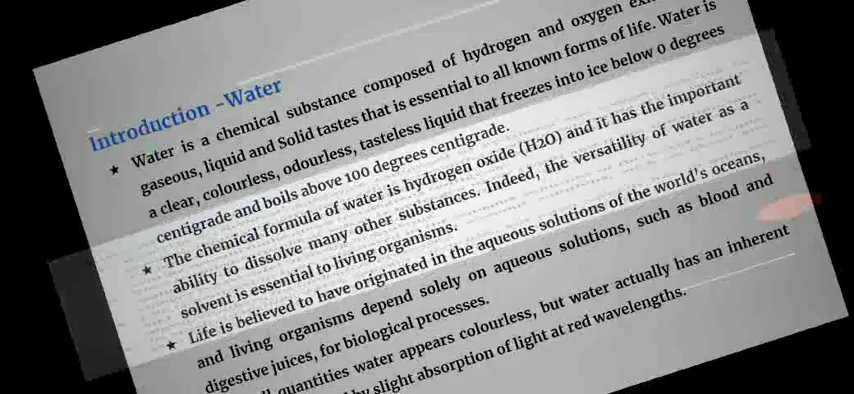 Introduction -Water
★ Water is a chemical substance composed of hydrogen and oxygen
gaseous, liquid and Solid tastes that is essential to all known forms of life. Water is
a clear, colourless, odourless, tasteless liquid that freezes into ice below 0 degrees
centigrade and boils above 100 degrees centigrade.
★ The chemical formula of water is hydrogen oxide (H2O) and it has the important
ability to dissolve many other substances. Indeed, the versatility of water as a
solvent is essential to living organisms.
★ Life is believed to have originated in the aqueous solutions of the world's oceans,
and living organisms depend solely on aqueous solutions, such as blood and
digestive juices, for biological processes.
quantities water appears colourless, but water actually has an inherent
by slight absorption of light at red wavelengths.